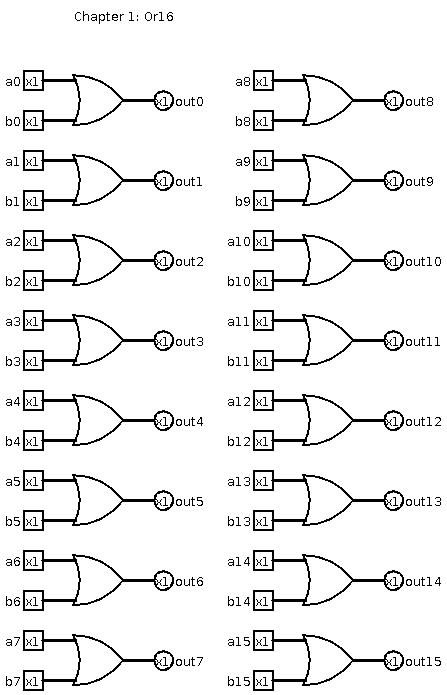 Chapter 1: Or16
a0 x1 a8 x1
x1 out0 x1 out8
b0 x1 b8 x1
a1 x1 a9 x1
x1 out1 x1 out9
b1 x1 b9 x1
a2 x1 a10 x1
x1 out2 x1 out10
b2 x1 b10 x1
a3 x1 a11 x1
x1 out3 x1 out11
b3 x1 b11 x1
a4 x1 a12 x1
x1 out4 x1 out12
b4 x1 b12 x1
a5 x1 a13 x1
x1 out5 x1 out13
b5 x1 b13 x1
a6 x1 a14 x1
x1 out6 x1 out14
b6 x1 b14 x1
a7 x1 a15 x1
x1 out7 x1 out15
b7 x1 b15 x1